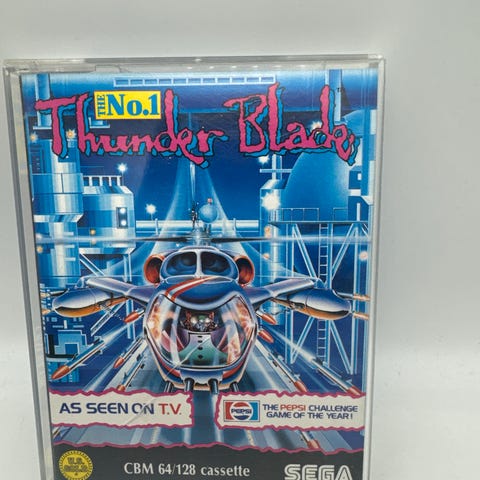 THE No.1
Thunder Blade
AS SEEN ON T.V.
PEPSI
THE PEPSI CHALLENGE
GAME OF THE YEAR!
U.S.
GOLD
CBM 64/128 cassette
SEGA